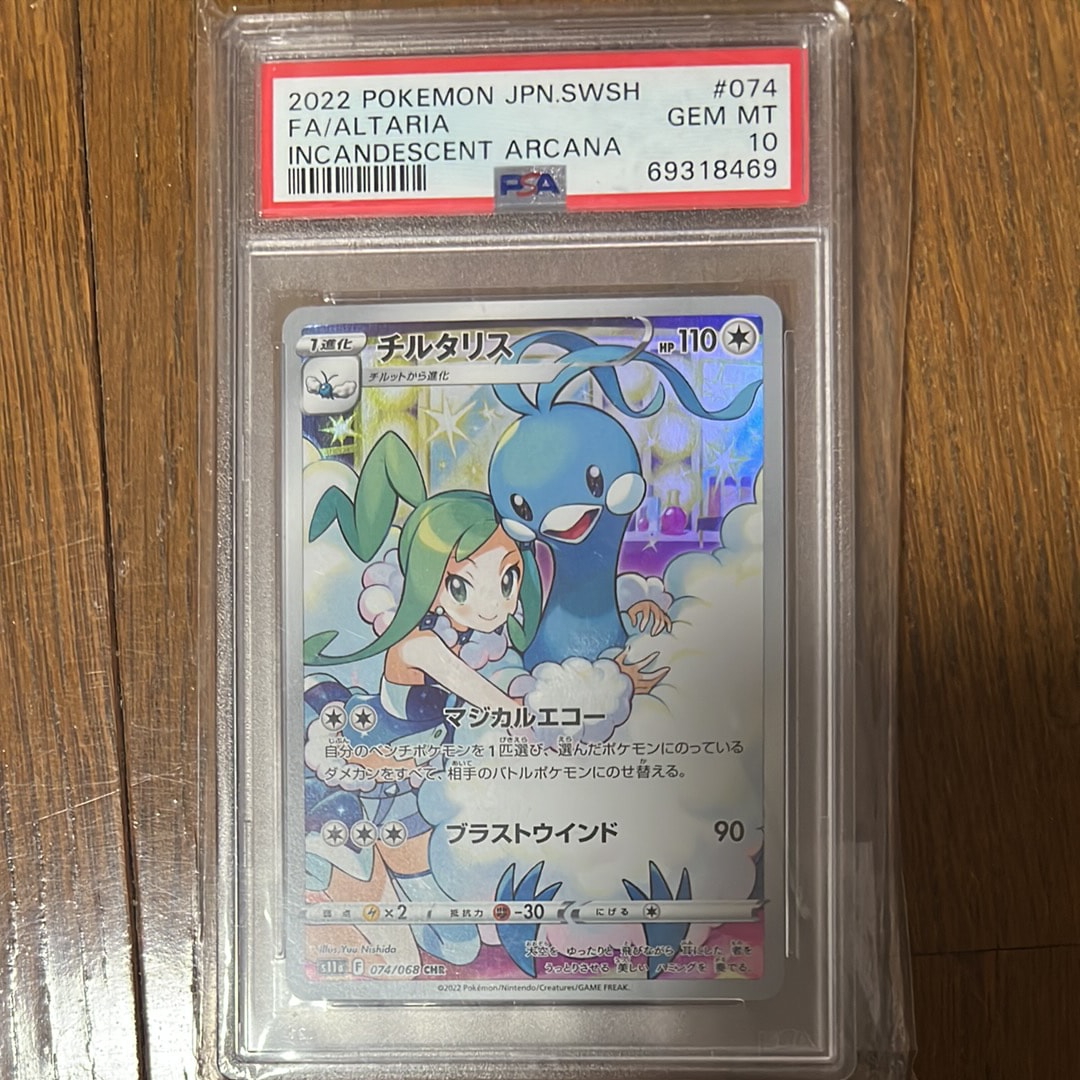 2022 POKEMON JPN.SWSH #074
FA/ALTARIA GEM MT
INCANDESCENT ARCANA 10
PSA 69318469
1進化 チルタリス HP 110
チルットから進化
マジカルエコー
自分のベンチポケモンを1匹選び、選んだポケモンにのっている
ダメカンをすべて、相手のバトルポケモンにのせ替える。
ブラストウインド 90
弱点 ×2 抵抗力 -30 にげる
illus. Yuu Nishida
大空を ゆったりと 飛びながら 耳にした 者を
うっとりさせる 美しい ハミングを 奏でる。
s11a F 074/068 CHR
©2022 Pokémon/Nintendo/Creatures/GAME FREAK.